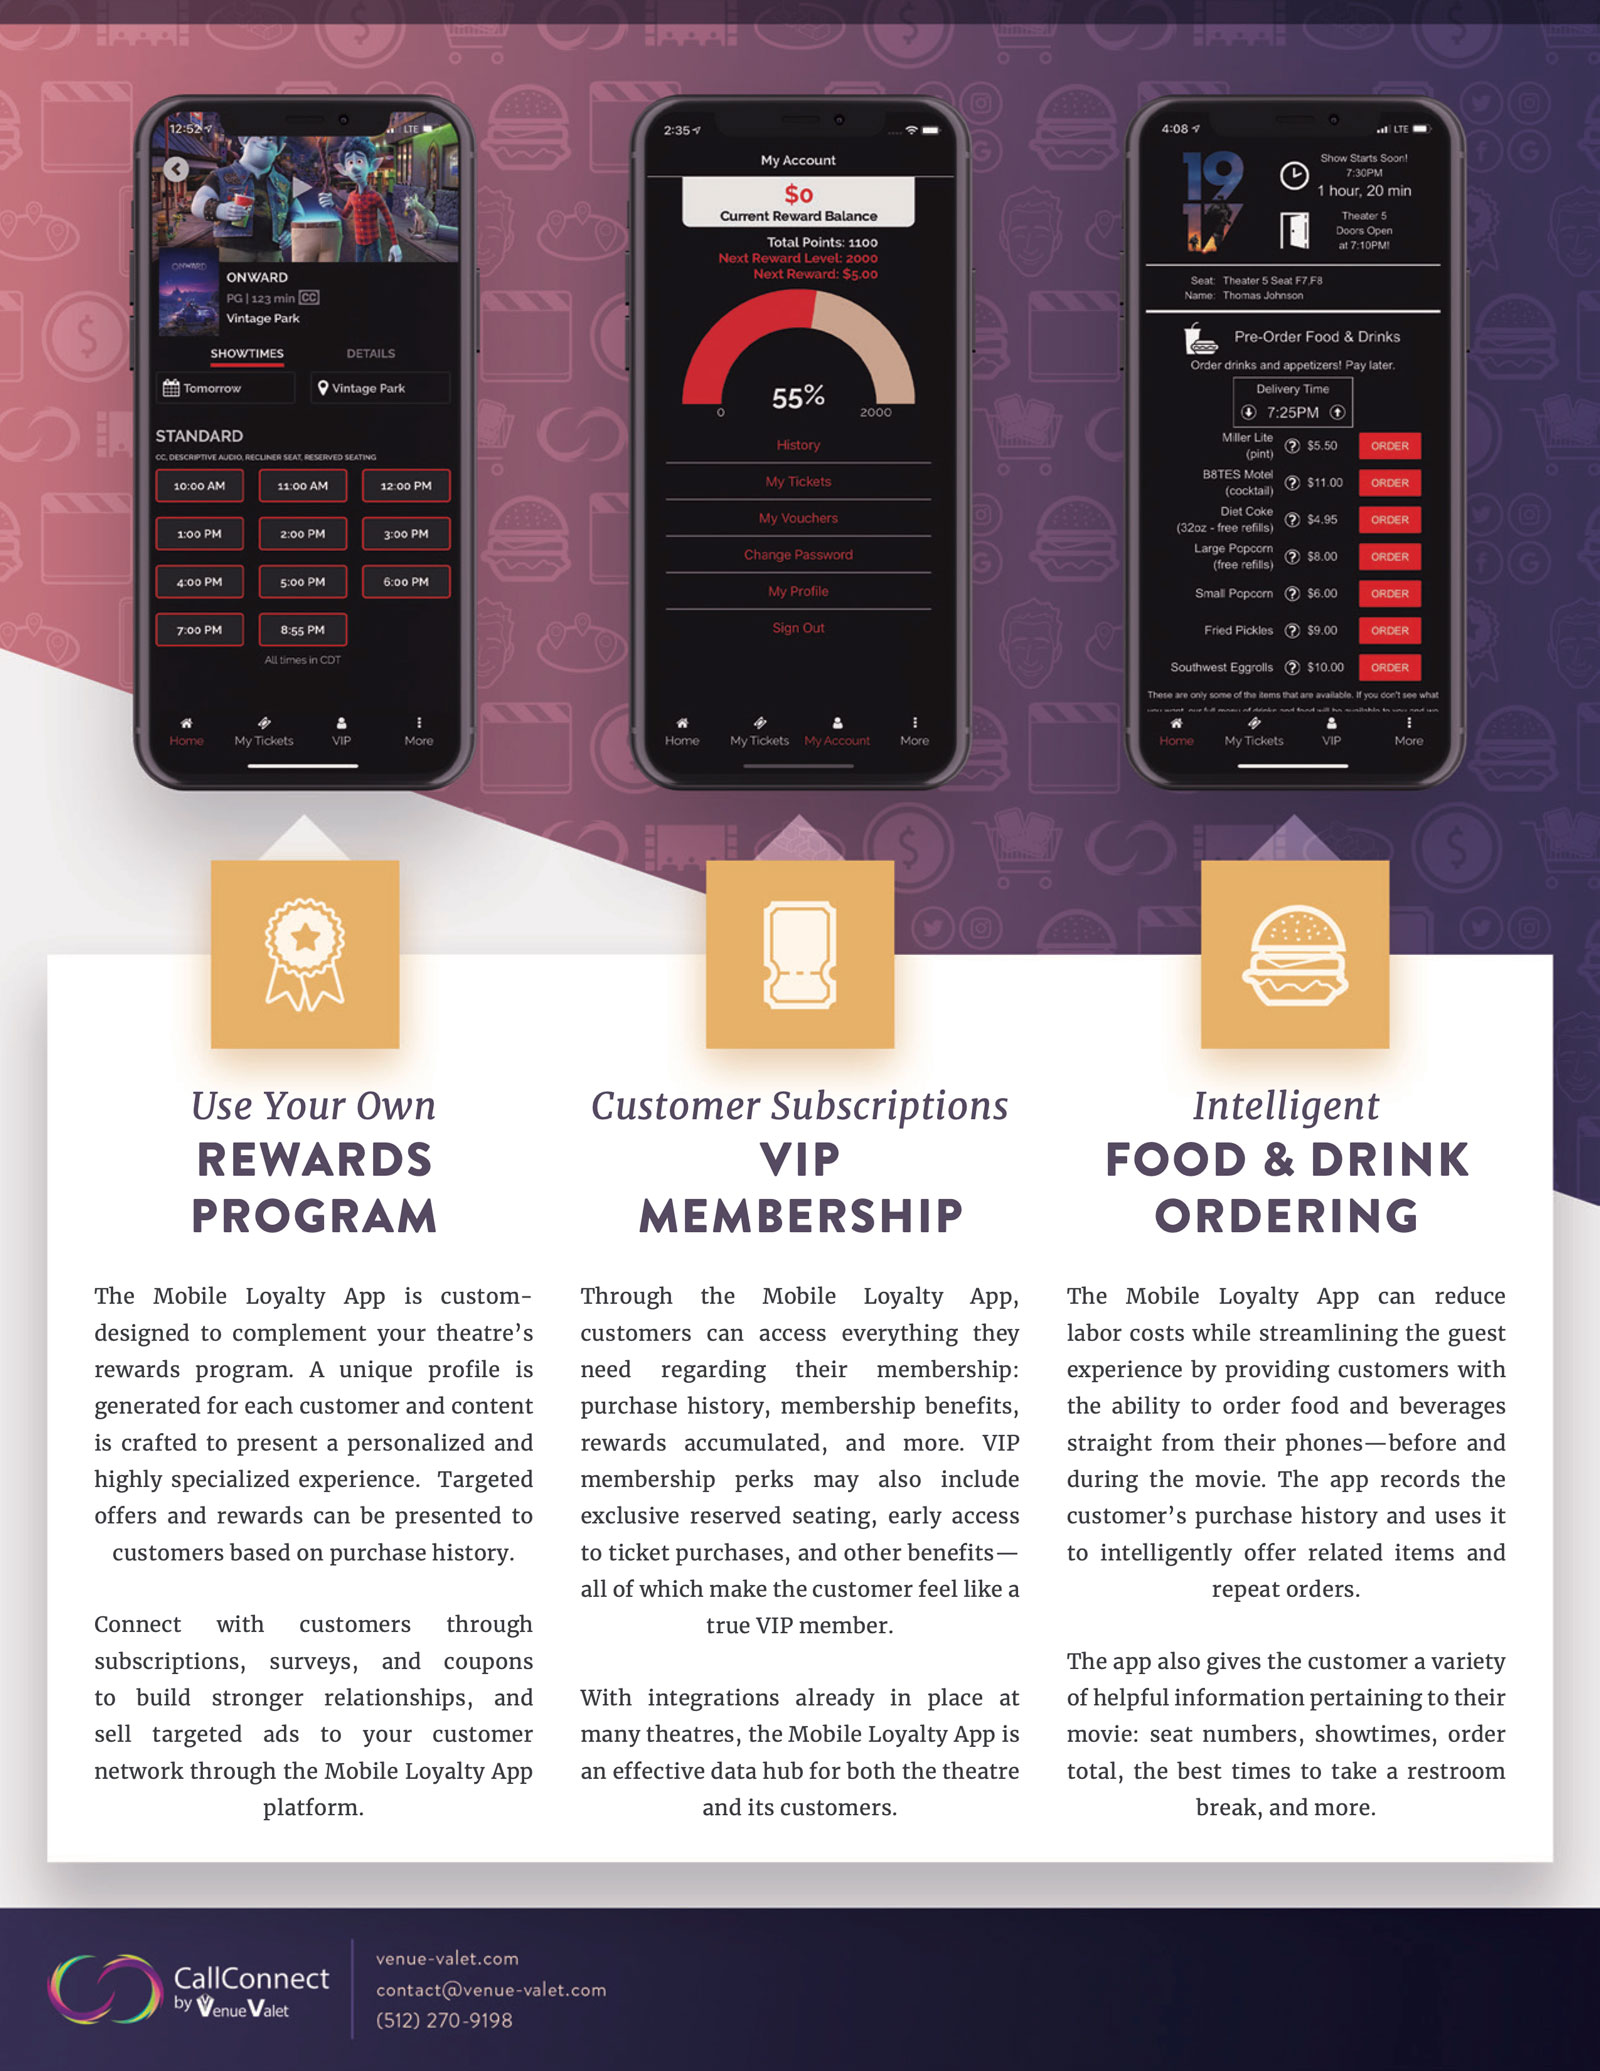 12:52
LTE
ONWARD
ONWARD
PG | 123 min CC
Vintage Park
SHOWTIMES
DETAILS
Tomorrow
Vintage Park
STANDARD
CC, DESCRIPTIVE AUDIO, RECLINER SEAT, RESERVED SEATING
10:00 AM 11:00 AM 12:00 PM
1:00 PM 2:00 PM 3:00 PM
4:00 PM 5:00 PM 6:00 PM
7:00 PM 8:55 PM
All times in CDT
Home My Tickets VIP More
2:35
My Account
$0
Current Reward Balance
Total Points: 1100
Next Reward Level: 2000
Next Reward: $5.00
55%
0 2000
History
My Tickets
My Vouchers
Change Password
My Profile
Sign Out
Home My Tickets My Account More
4:08
LTE
19
17
Show Starts Soon!
7:30PM
1 hour, 20 min
Theater 5
Doors Open
at 7:10PM!
Seat: Theater 5 Seat F7,F8
Name: Thomas Johnson
Pre-Order Food & Drinks
Order drinks and appetizers! Pay later.
Delivery Time
7:25PM
Miller Lite
(pint) ? $5.50 ORDER
B8TES Motel
(cocktail) ? $11.00 ORDER
Diet Coke
(32oz - free refills) ? $4.95 ORDER
Large Popcorn
(free refills) ? $8.00 ORDER
Small Popcorn ? $6.00 ORDER
Fried Pickles ? $9.00 ORDER
Southwest Eggrolls ? $10.00 ORDER
These are only some of the items that are available. If you don't see what
Home My Tickets VIP More
Use Your Own
REWARDS
PROGRAM
The Mobile Loyalty App is custom-
designed to complement your theatre's
rewards program. A unique profile is
generated for each customer and content
is crafted to present a personalized and
highly specialized experience. Targeted
offers and rewards can be presented to
customers based on purchase history.
Connect with customers through
subscriptions, surveys, and coupons
to build stronger relationships, and
sell targeted ads to your customer
network through the Mobile Loyalty App
platform.
Customer Subscriptions
VIP
MEMBERSHIP
Through the Mobile Loyalty App,
customers can access everything they
need regarding their membership:
purchase history, membership benefits,
rewards accumulated, and more. VIP
membership perks may also include
exclusive reserved seating, early access
to ticket purchases, and other benefits—
all of which make the customer feel like a
true VIP member.
With integrations already in place at
many theatres, the Mobile Loyalty App is
an effective data hub for both the theatre
and its customers.
Intelligent
FOOD & DRINK
ORDERING
The Mobile Loyalty App can reduce
labor costs while streamlining the guest
experience by providing customers with
the ability to order food and beverages
straight from their phones—before and
during the movie. The app records the
customer's purchase history and uses it
to intelligently offer related items and
repeat orders.
The app also gives the customer a variety
of helpful information pertaining to their
movie: seat numbers, showtimes, order
total, the best times to take a restroom
break, and more.
CallConnect
by Venue Valet
venue-valet.com
contact@venue-valet.com
(512) 270-9198